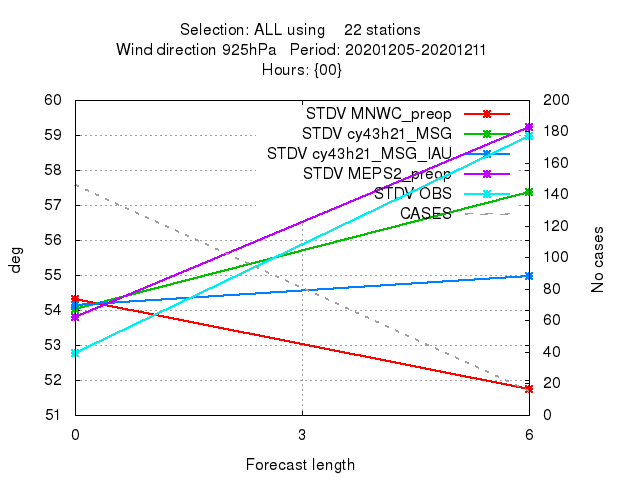 Selection: ALL using    22 stations
Wind direction 925hPa   Period: 20201205-20201211
Hours: {00}
60
59
58
57
56
55
54
53
52
51
200
180
160
140
120
100
80
60
40
20
0
STDV MNWC_preop
STDV cy43h21_MSG
STDV cy43h21_MSG_IAU
STDV MEPS2_preop
STDV OBS
CASES
deg
No cases
0
3
6
Forecast length